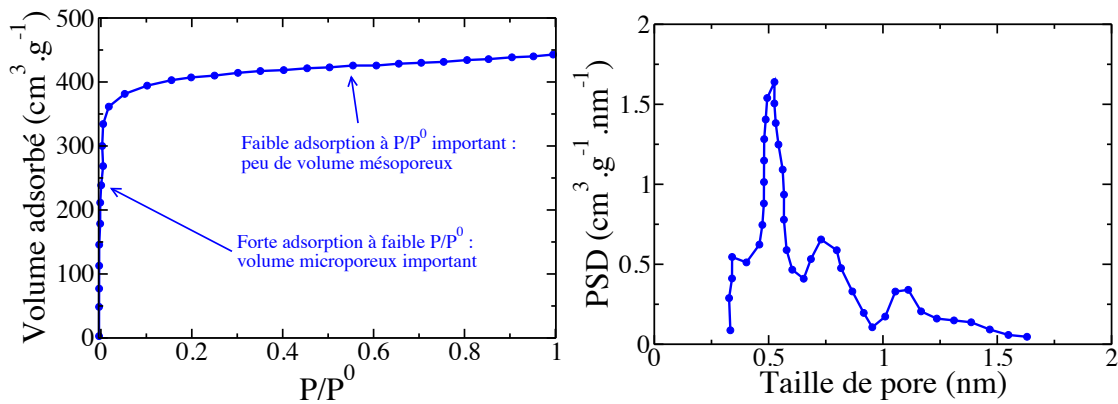 500
400
300
200
100
0
Volume adsorbé (cm³.g⁻¹)
Faible adsorption à P/P⁰ important :
peu de volume mésoporeux
Forte adsorption à faible P/P⁰ :
volume microporeux important
0 0.2 0.4 0.6 0.8 1
P/P⁰
2
1.5
1
0.5
0
PSD (cm³.g⁻¹.nm⁻¹)
0 0.5 1 1.5 2
Taille de pore (nm)